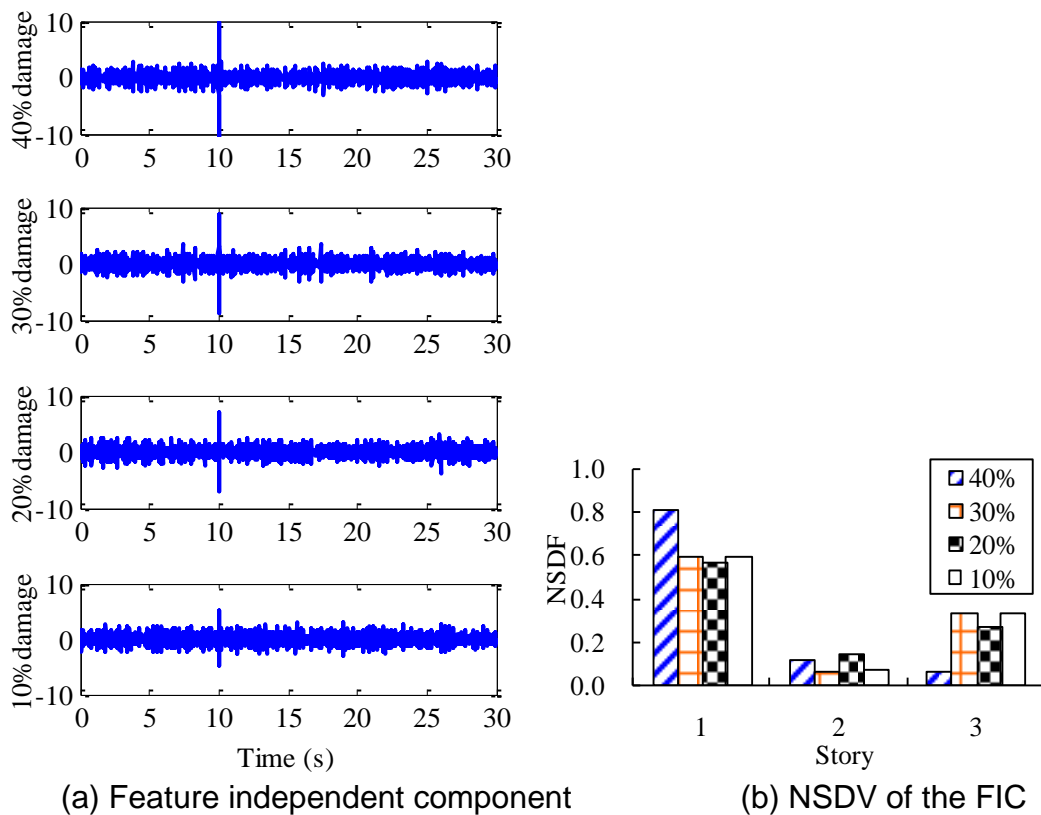 10
0
-10
40%damage
0 5 10 15 20 25 30
10
0
-10
30%damage
0 5 10 15 20 25 30
10
0
-10
20%damage
0 5 10 15 20 25 30
10
0
-10
10%damage
0 5 10 15 20 25 30
Time (s)
(a) Feature independent component
1.0
0.8
0.6
0.4
0.2
0.0
NSDF
40%
30%
20%
10%
1 2 3
Story
(b) NSDV of the FIC